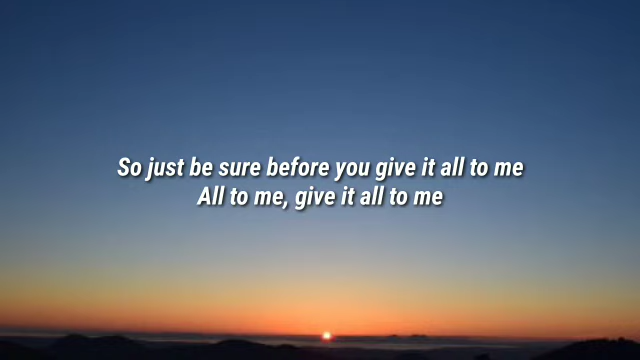 So just be sure before you give it all to me
All to me, give it all to me